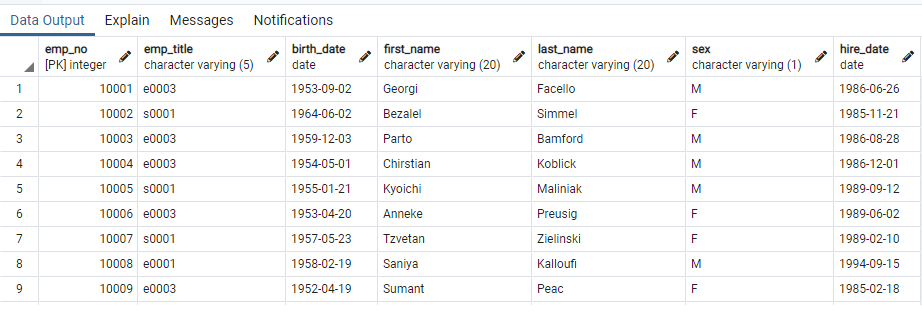 Data Output Explain Messages Notifications
emp_no emp_title birth_date first_name last_name sex hire_date
[PK] integer character varying (5) date character varying (20) character varying (20) character varying (1) date
1 10001 e0003 1953-09-02 Georgi Facello M 1986-06-26
2 10002 s0001 1964-06-02 Bezalel Simmel F 1985-11-21
3 10003 e0003 1959-12-03 Parto Bamford M 1986-08-28
4 10004 e0003 1954-05-01 Chirstian Koblick M 1986-12-01
5 10005 s0001 1955-01-21 Kyoichi Maliniak M 1989-09-12
6 10006 e0003 1953-04-20 Anneke Preusig F 1989-06-02
7 10007 s0001 1957-05-23 Tzvetan Zielinski F 1989-02-10
8 10008 e0001 1958-02-19 Saniya Kalloufi M 1994-09-15
9 10009 e0003 1952-04-19 Sumant Peac F 1985-02-18